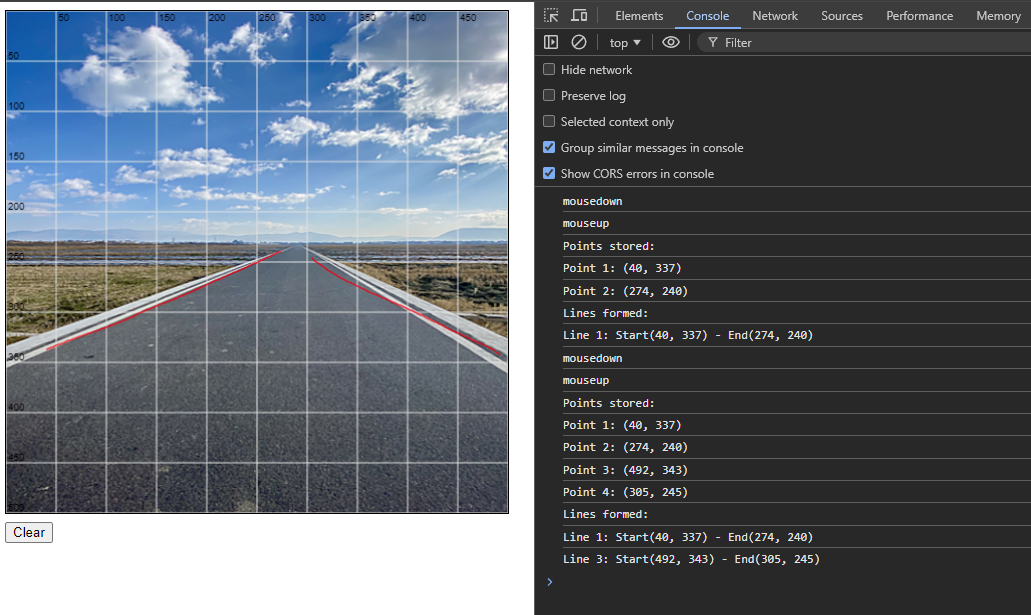 50 100 150 200 250 300 350 400 450
50
100
150
200
250
300
350
400
450
500
Clear
Elements Console Network Sources Performance Memory
top Filter
Hide network
Preserve log
Selected context only
Group similar messages in console
Show CORS errors in console
mousedown
mouseup
Points stored:
Point 1: (40, 337)
Point 2: (274, 240)
Lines formed:
Line 1: Start(40, 337) - End(274, 240)
mousedown
mouseup
Points stored:
Point 1: (40, 337)
Point 2: (274, 240)
Point 3: (492, 343)
Point 4: (305, 245)
Lines formed:
Line 1: Start(40, 337) - End(274, 240)
Line 3: Start(492, 343) - End(305, 245)